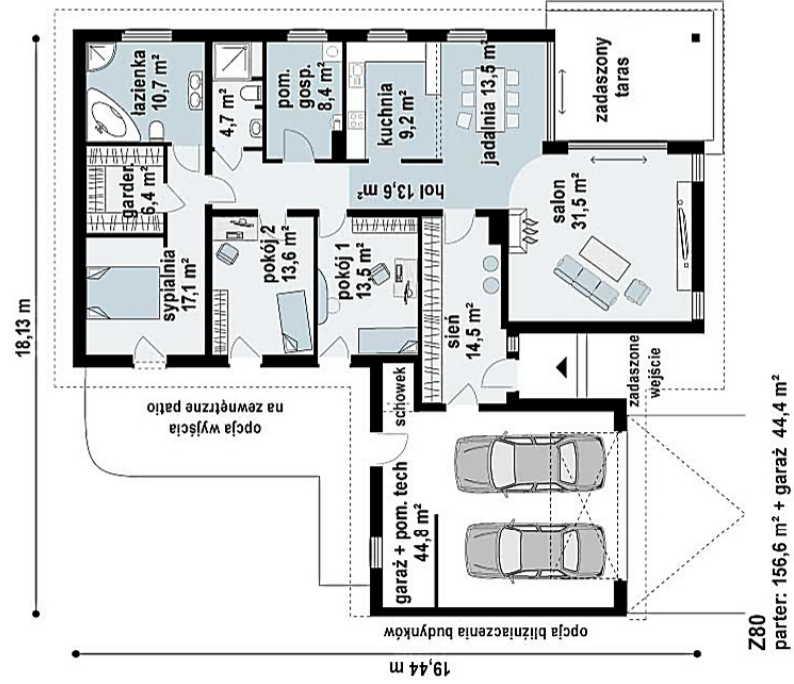 łazienka
10,7 m²
4,7 m²
pom.
gosp.
8,4 m²
kuchnia
9,2 m²
jadalnia 13,5 m²
zadaszony
taras
garder.
6,4 m²
hol 13,6 m²
salon
31,5 m²
sypialnia
17,1 m²
pokój 2
13,6 m²
pokój 1
13,5 m²
sień
14,5 m²
zadaszone
wejście
schowek
opcja wyjścia
na zewnętrzne patio
garaż + pom. tech
44,8 m²
opcja bliźniaczenia budynków
18,13 m
19,44 m
Z80
parter: 156,6 m² + garaż 44,4 m²